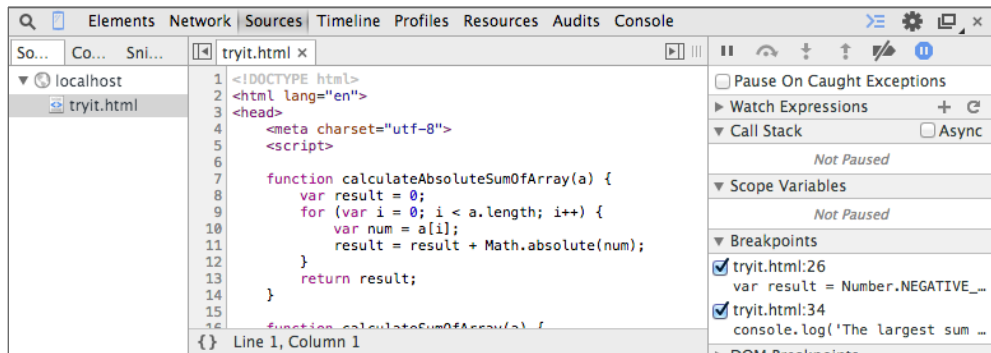 Elements Network Sources Timeline Profiles Resources Audits Console
So... Co... Sni...
localhost
tryit.html
tryit.html ×
1 <!DOCTYPE html>
2 <html lang="en">
3 <head>
4 <meta charset="utf-8">
5 <script>
6
7 function calculateAbsoluteSumOfArray(a) {
8 var result = 0;
9 for (var i = 0; i < a.length; i++) {
10 var num = a[i];
11 result = result + Math.absolute(num);
12 }
13 return result;
14 }
15
16 function calculateSumOfArray(a) {
{} Line 1, Column 1
Pause On Caught Exceptions
Watch Expressions
Call Stack Async
Not Paused
Scope Variables
Not Paused
Breakpoints
tryit.html:26
var result = Number.NEGATIVE_...
tryit.html:34
console.log('The largest sum ...
DOM Breakpoints